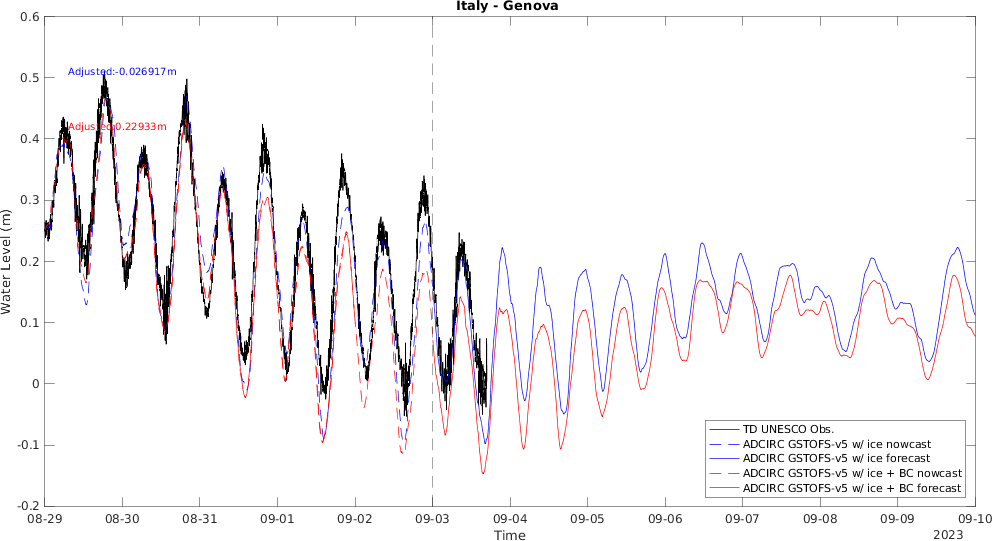 Italy - Genova
0.6
0.5
0.4
0.3
0.2
0.1
0
-0.1
-0.2
Water Level (m)
Adjusted:-0.026917m
Adjusted:0.22933m
TD UNESCO Obs.
ADCIRC GSTOFS-v5 w/ ice nowcast
ADCIRC GSTOFS-v5 w/ ice forecast
ADCIRC GSTOFS-v5 w/ ice + BC nowcast
ADCIRC GSTOFS-v5 w/ ice + BC forecast
08-29 08-30 08-31 09-01 09-02 09-03 09-04 09-05 09-06 09-07 09-08 09-09 09-10
Time
2023